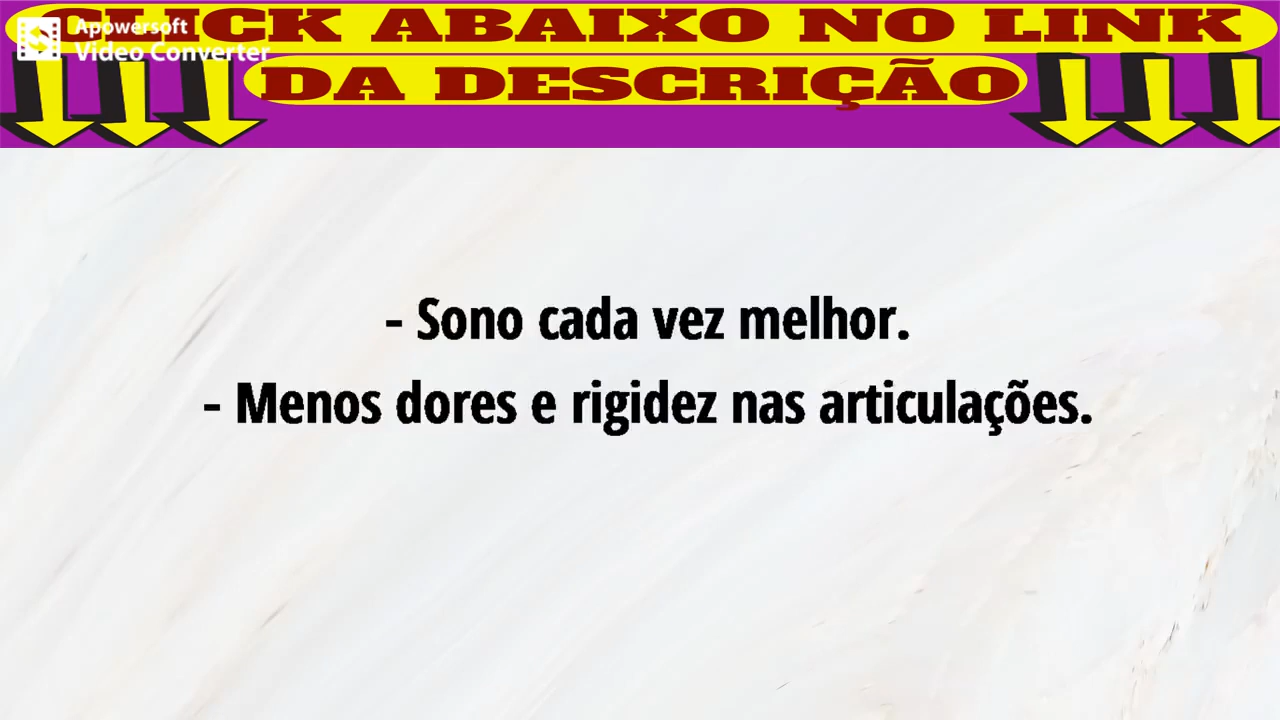 CLICK ABAIXO NO LINK
Apowersoft
Video Converter
DA DESCRIÇÃO
- Sono cada vez melhor.
- Menos dores e rigidez nas articulações.